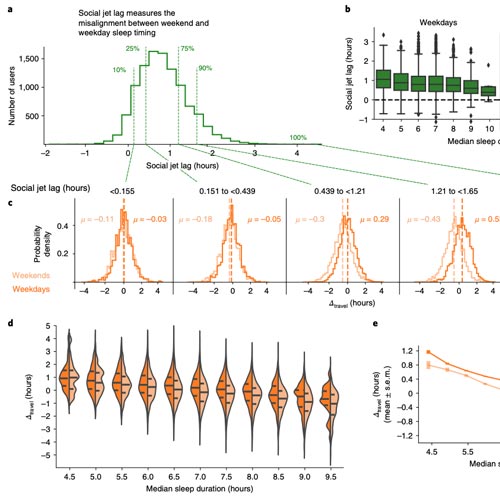 a
Social jet lag measures the
misalignment between weekend and
weekday sleep timing
25%
75%
10%
90%
100%
1,500
1,000
500
Number of users
−2 −1 0 1 2 3 4
Social jet lag (hours)
b
Weekdays
Social jet lag (hours)
3
2
1
0
−1
4 5 6 7 8 9 10
Median sleep
Social jet lag (hours)
<0.155
0.151 to <0.439
0.439 to <1.21
1.21 to <1.65
c
Probability
density
0.4
0.2
μ = −0.11
μ = −0.03
μ = −0.18
μ = −0.05
μ = −0.3
μ = 0.29
μ = −0.43
Weekends
Weekdays
−4 −2 0 2 4
−4 −2 0 2 4
−4 −2 0 2 4
−4 −2 0 2 4
Δtravel (hours)
d
Δtravel (hours)
5
4
3
2
1
0
−1
−2
−3
−4
−5
4.5 5.0 5.5 6.0 6.5 7.0 7.5 8.0 8.5 9.0 9.5
Median sleep duration (hours)
e
Δtravel (hours)
(mean ± s.e.m.)
1.2
0.8
0.4
0
−0.4
−0.8
−1.2
4.5 5.5
Median s